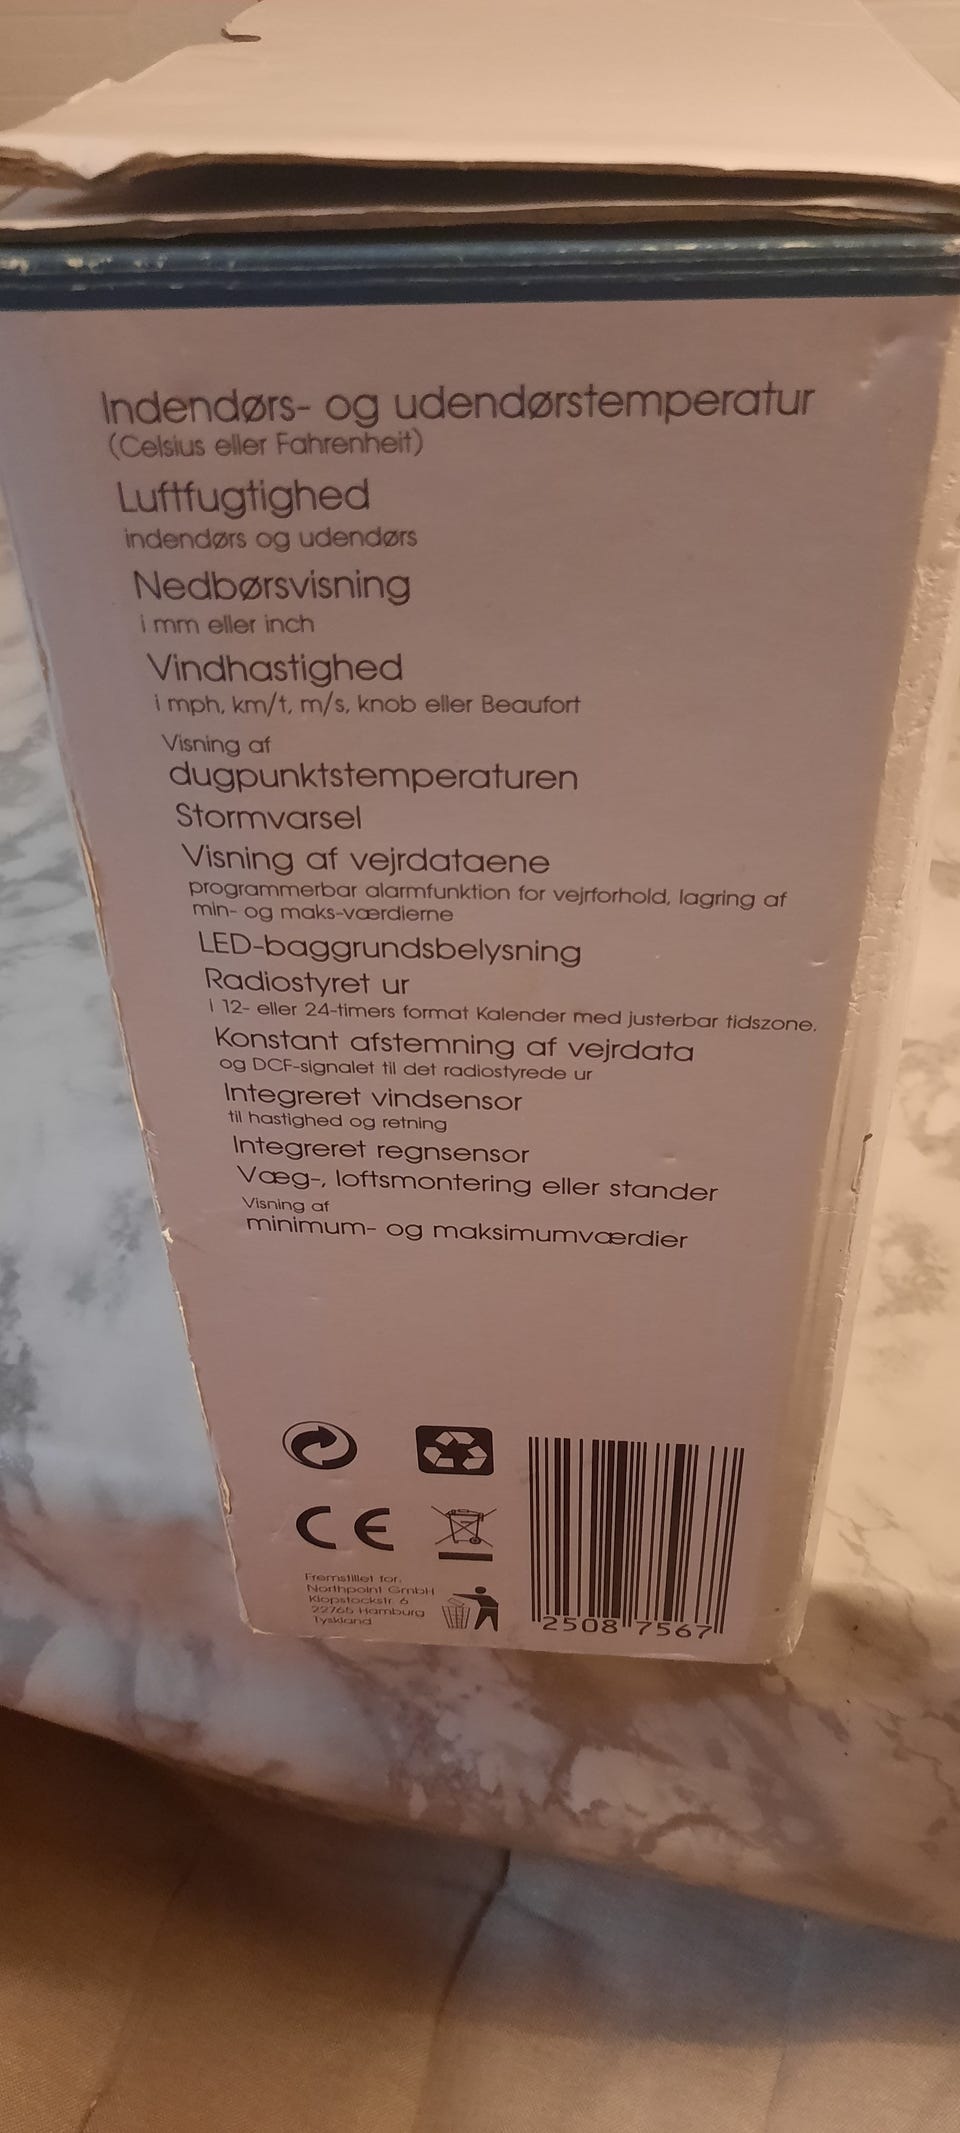 Indendørs- og udendørstemperatur
(Celsius eller Fahrenheit)
Luftfugtighed
indendørs og udendørs
Nedbørsvisning
i mm eller inch
Vindhastighed
i mph, km/t, m/s, knob eller Beaufort
Visning af
dugpunktstemperaturen
Stormvarsel
Visning af vejrdataene
programmerbar alarmfunktion for vejrforhold, lagring af
min- og maks-værdierne
LED-baggrundsbelysning
Radiostyret ur
i 12- eller 24-timers format Kalender med justerbar tidszone.
Konstant afstemning af vejrdata
og DCF-signalet til det radiostyrede ur
Integreret vindsensor
til hastighed og retning
Integreret regnsensor
Væg-, loftsmontering eller stander
Visning af
minimum- og maksimumværdier
CE
Fremstillet for:
Northpoint GmbH
Klopstockstr. 6
22765 Hamburg
Tyskland
2508 7567